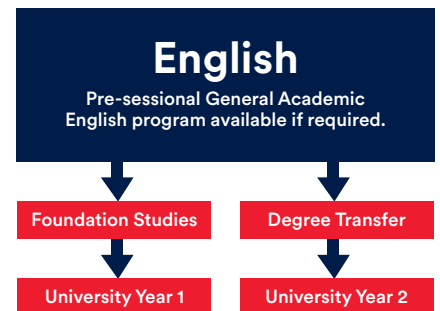 English
Pre-sessional General Academic
English program available if required.
Foundation Studies
Degree Transfer
University Year 1
University Year 2